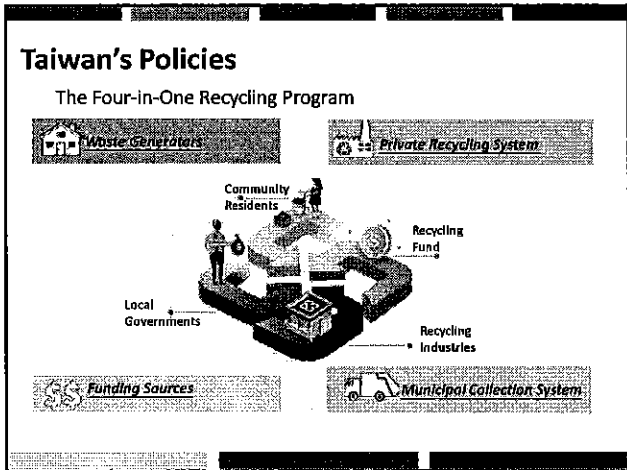 Taiwan's Policies
The Four-in-One Recycling Program
Waste Generators
Private Recycling System
Community
Residents
Recycling
Fund
Local
Governments
Recycling
Industries
Funding Sources
Municipal Collection System